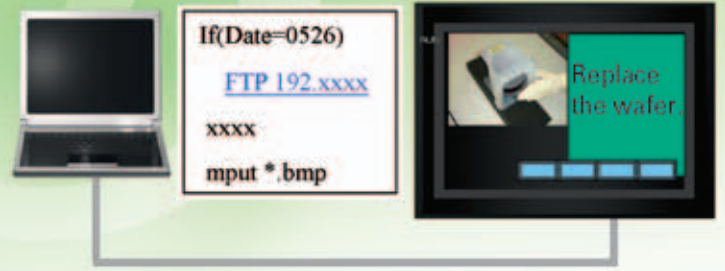 If(Date=0526)
FTP 192.xxxx
xxxx
mput *.bmp
Replace
the wafer.